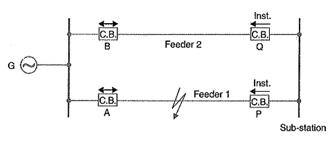 Inst.
C.B.
C.B.
B
Feeder 2
Q
G
Inst.
C.B.
Feeder 1
C.B.
A
P
Sub-station